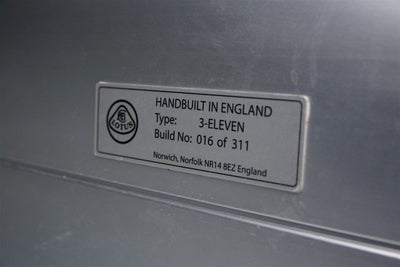 LOTUS
HANDBUILT IN ENGLAND
Type: 3-ELEVEN
Build No: 016 of 311
Norwich, Norfolk NR14 8EZ England